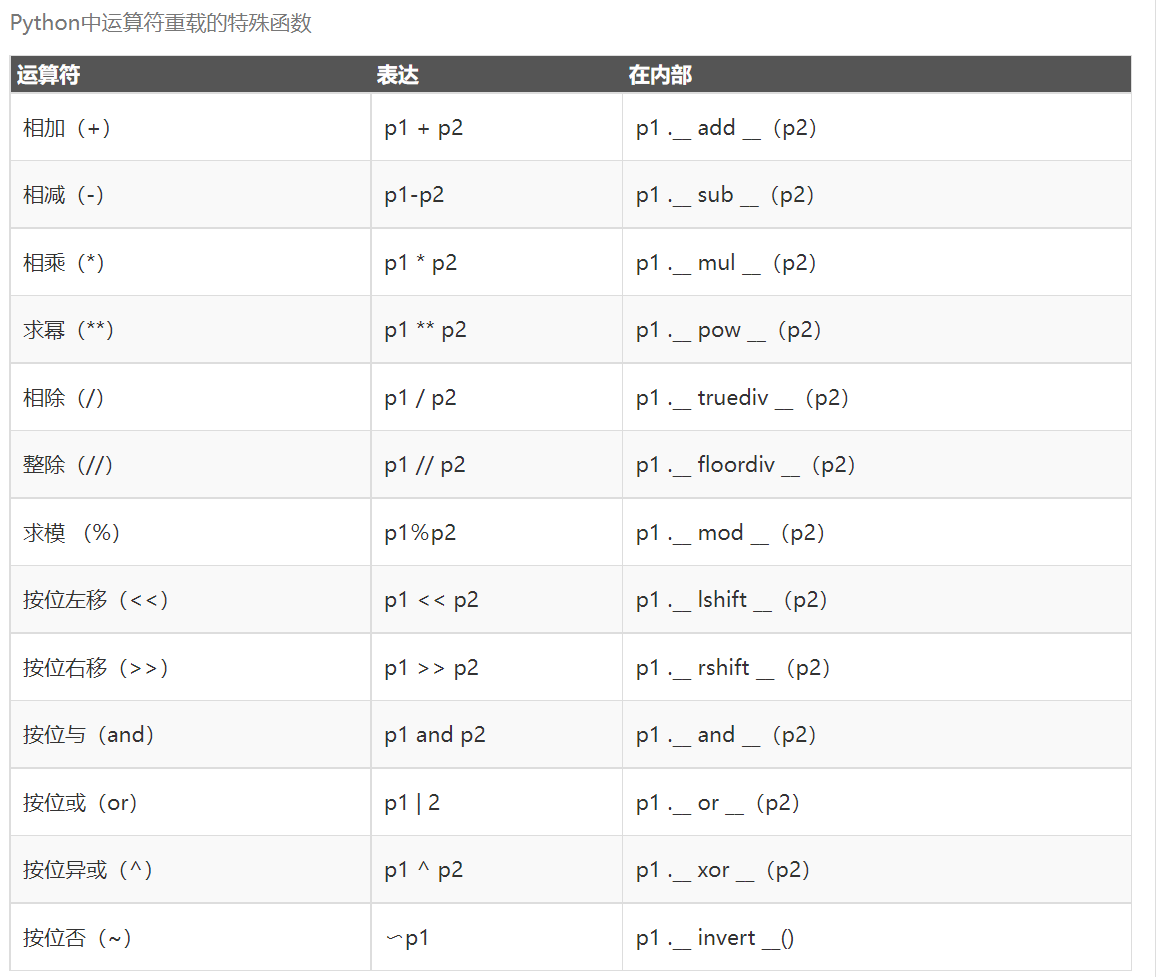 Python中运算符重载的特殊函数
运算符 表达 在内部
相加（+） p1 + p2 p1 .__ add __（p2）
相减（-） p1-p2 p1 .__ sub __（p2）
相乘（*） p1 * p2 p1 .__ mul __（p2）
求幂（**） p1 ** p2 p1 .__ pow __（p2）
相除（/） p1 / p2 p1 .__ truediv __（p2）
整除（//） p1 // p2 p1 .__ floordiv __（p2）
求模 （%） p1％p2 p1 .__ mod __（p2）
按位左移（<<） p1 << p2 p1 .__ lshift __（p2）
按位右移（>>） p1 >> p2 p1 .__ rshift __（p2）
按位与（and） p1 and p2 p1 .__ and __（p2）
按位或（or） p1 | 2 p1 .__ or __（p2）
按位异或（^） p1 ^ p2 p1 .__ xor __（p2）
按位否（~） 〜p1 p1 .__ invert __()